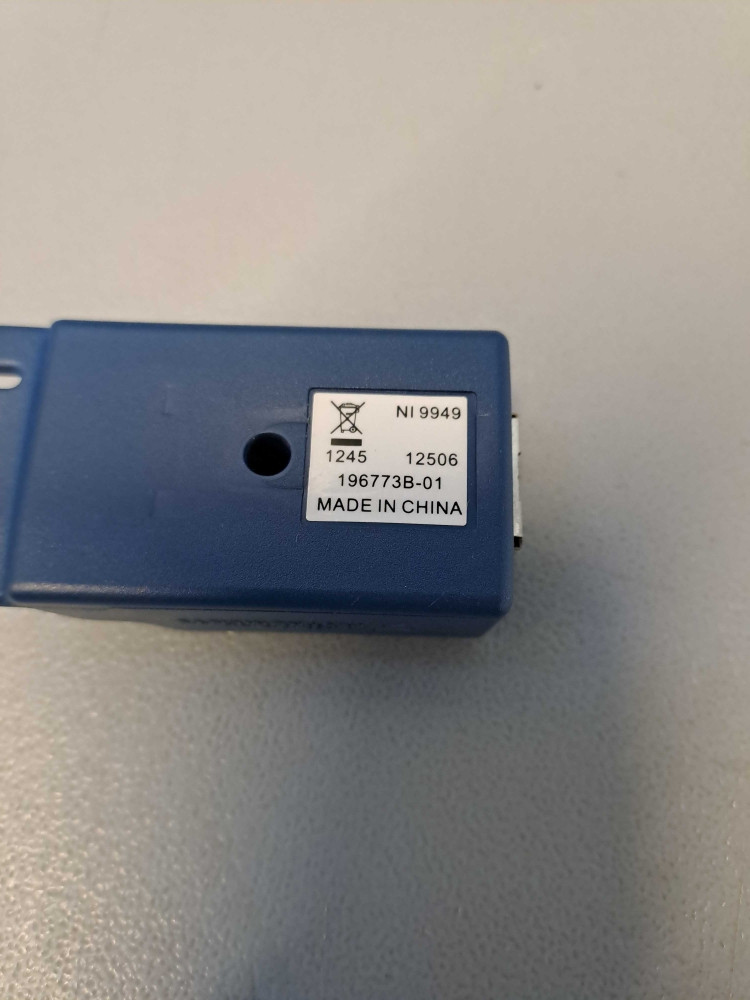 NI 9949
1245 12506
196773B-01
MADE IN CHINA